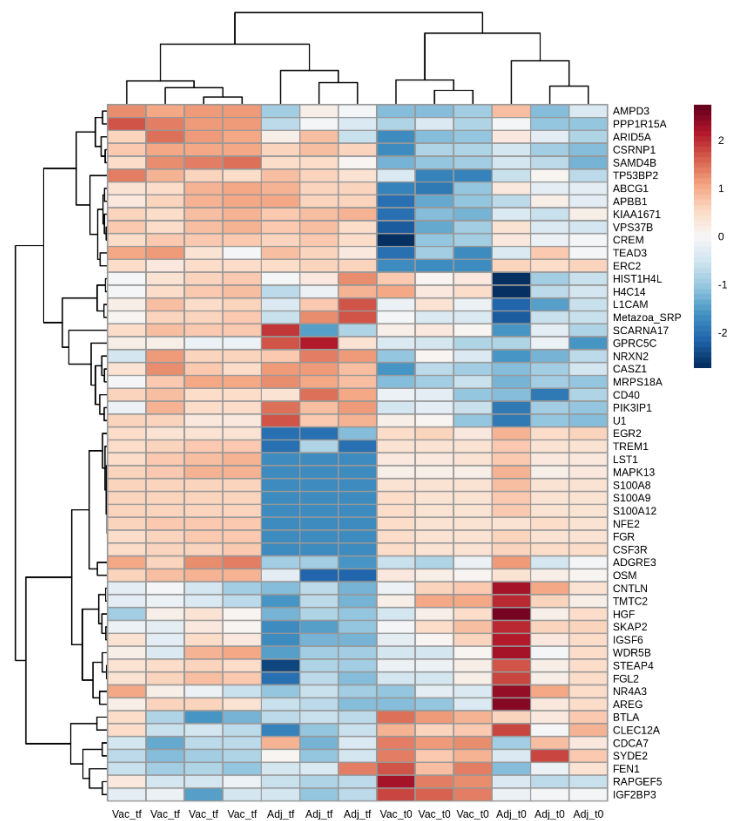 AMPD3
PPP1R15A
ARID5A
CSRNP1
SAMD4B
TP53BP2
ABCG1
APBB1
KIAA1671
VPS37B
CREM
TEAD3
ERC2
HIST1H4L
H4C14
L1CAM
Metazoa_SRP
SCARNA17
GPRC5C
NRXN2
CASZ1
MRPS18A
CD40
PIK3IP1
U1
EGR2
TREM1
LST1
MAPK13
S100A8
S100A9
S100A12
NFE2
FGR
CSF3R
ADGRE3
OSM
CNTLN
TMTC2
HGF
SKAP2
IGSF6
WDR5B
STEAP4
FGL2
NR4A3
AREG
BTLA
CLEC12A
CDCA7
SYDE2
FEN1
RAPGEF5
IGF2BP3
Vac_tf Vac_tf Vac_tf Vac_tf Adj_tf Adj_tf Adj_tf Vac_t0 Vac_t0 Vac_t0 Adj_t0 Adj_t0 Adj_t0
2
1
0
-1
-2